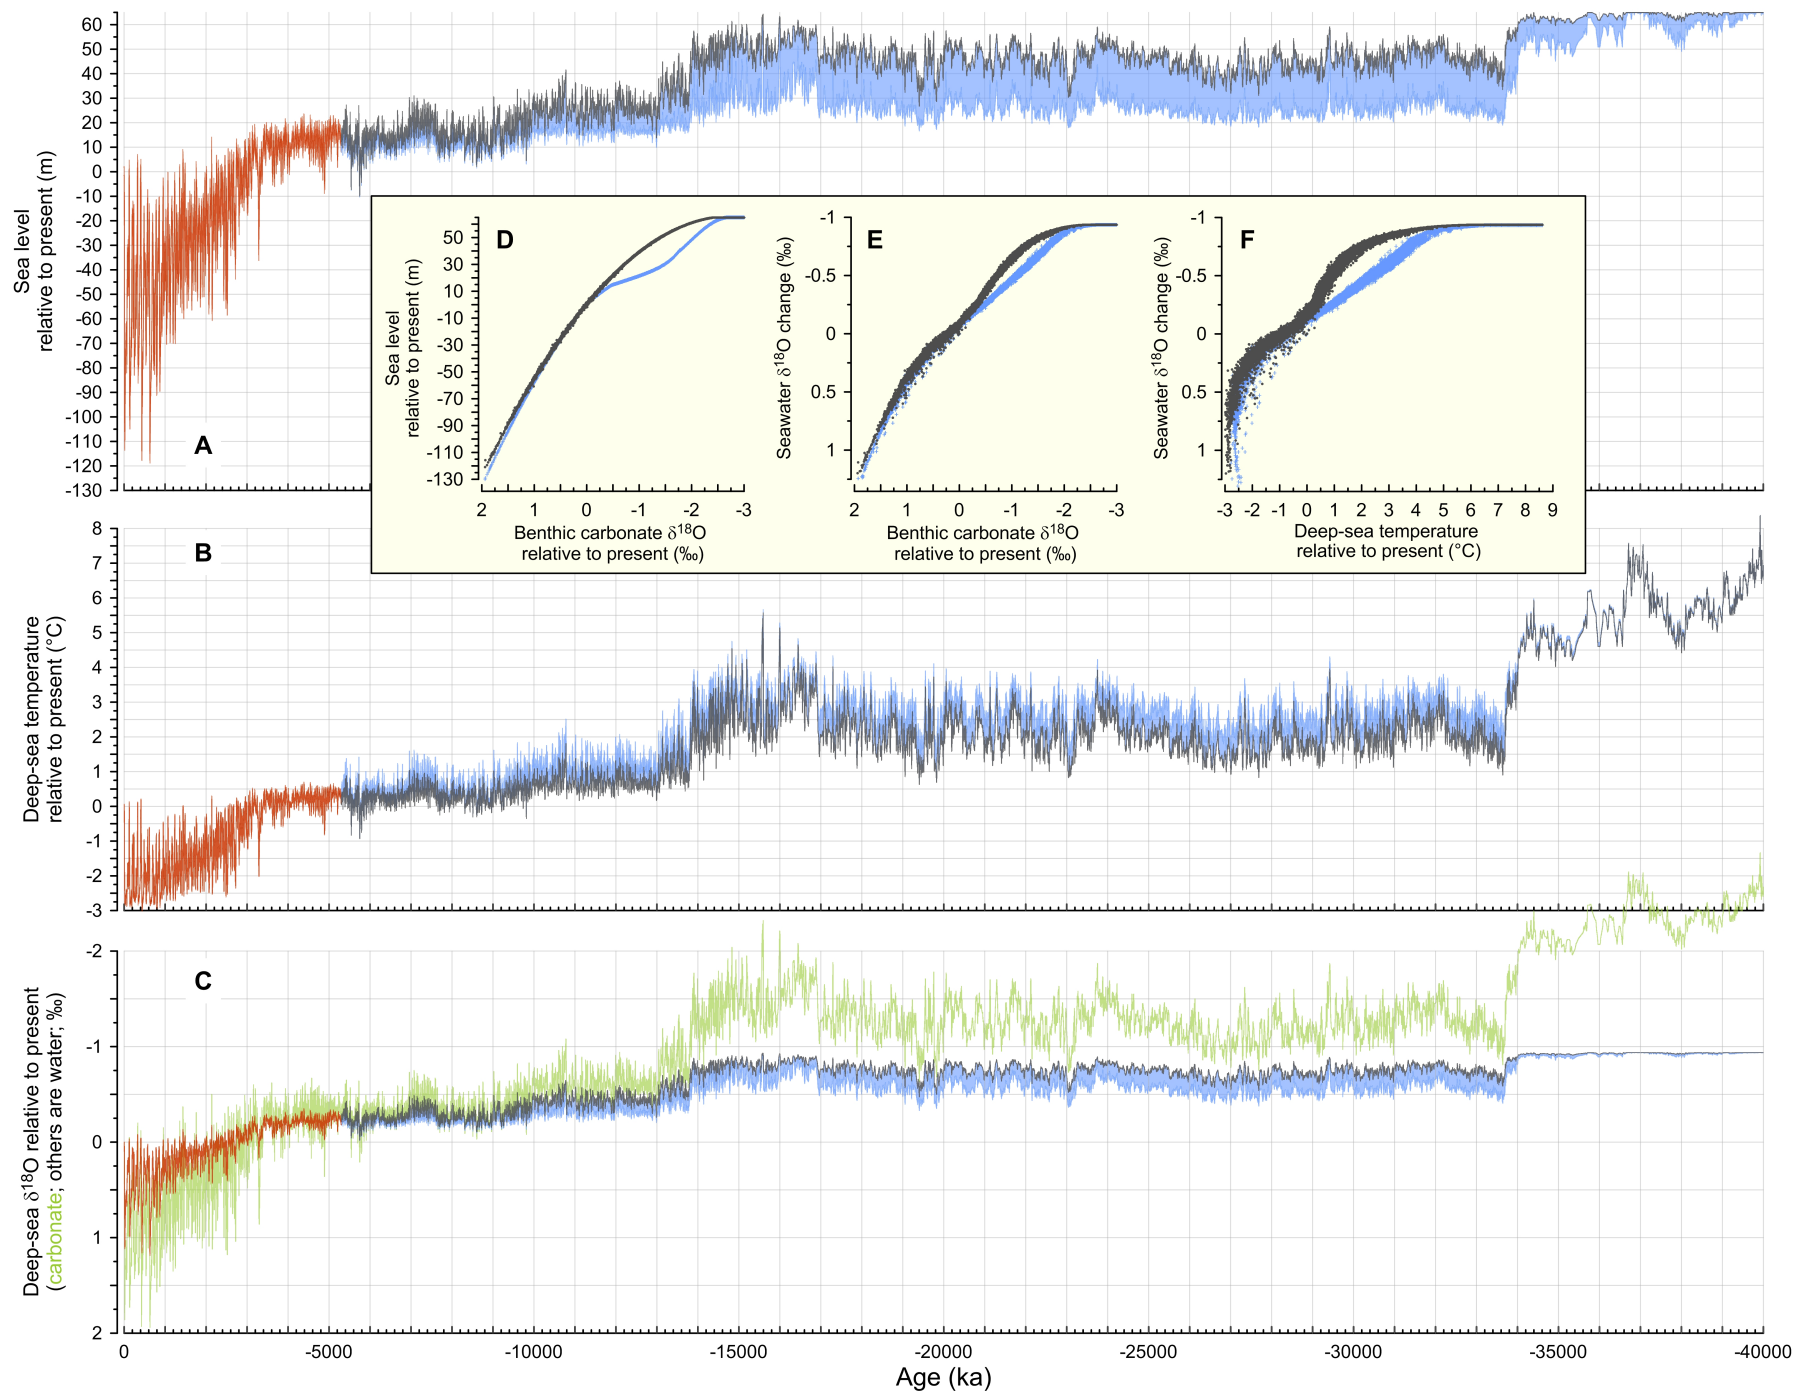 60
50
40
30
20
10
0
-10
-20
-30
-40
-50
-60
-70
-80
-90
-100
-110
-120
-130
Sea level
relative to present (m)
A
D
50
30
10
-10
-30
-50
-70
-90
-110
-130
Sea level
relative to present (m)
2 1 0 -1 -2 -3
Benthic carbonate δ18O
relative to present (‰)
E
-1
-0.5
0
0.5
1
Seawater δ18O change (‰)
2 1 0 -1 -2 -3
Benthic carbonate δ18O
relative to present (‰)
F
-1
-0.5
0
0.5
1
Seawater δ18O change (‰)
-3 -2 -1 0 1 2 3 4 5 6 7 8 9
Deep-sea temperature
relative to present (°C)
B
8
7
6
5
4
3
2
1
0
-1
-2
-3
Deep-sea temperature
relative to present (°C)
C
-2
-1
0
1
2
Deep-sea δ18O relative to present
(carbonate; others are water; ‰)
0 -5000 -10000 -15000 -20000 -25000 -30000 -35000 -40000
Age (ka)